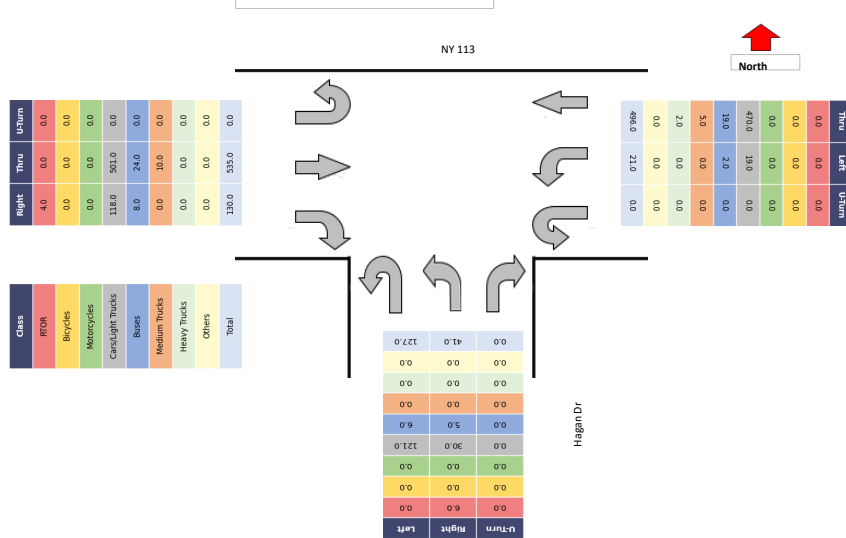 NY 113
North
Class Right Thru U-Turn
RTOR 4.0 0.0 0.0
Bicycles 0.0 0.0 0.0
Motorcycles 0.0 0.0 0.0
Cars/Light Trucks 118.0 501.0 0.0
Buses 8.0 24.0 0.0
Medium Trucks 0.0 10.0 0.0
Heavy Trucks 0.0 0.0 0.0
Others 0.0 0.0 0.0
Total 130.0 535.0 0.0
Thru Left U-Turn
0.0 0.0 0.0
0.0 0.0 0.0
0.0 0.0 0.0
470.0 19.0 0.0
19.0 2.0 0.0
5.0 0.0 0.0
2.0 0.0 0.0
0.0 0.0 0.0
496.0 21.0 0.0
U-Turn Right Left
0.0 6.0 0.0
0.0 0.0 0.0
0.0 0.0 0.0
0.0 30.0 121.0
0.0 5.0 6.0
0.0 0.0 0.0
0.0 0.0 0.0
0.0 0.0 0.0
0.0 41.0 127.0
Hagan Dr